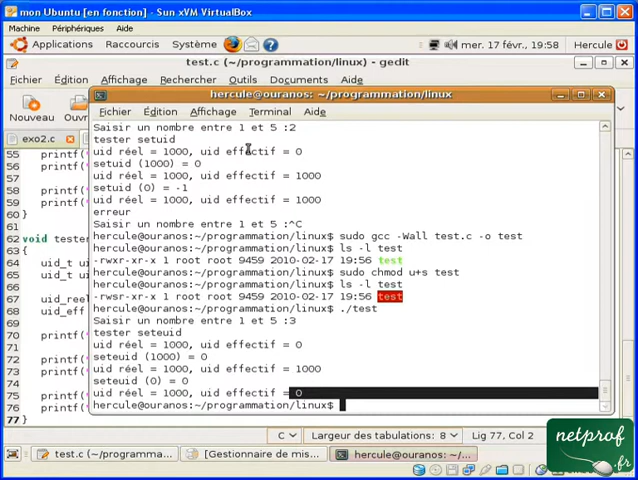 mon Ubuntu [en fonction] - Sun xVM VirtualBox
Machine Périphériques Aide
Applications Raccourcis Système mer. 17 févr., 19:58 Hercule
test.c (~/programmation/linux) - gedit
Fichier Édition Affichage Rechercher Outils Documents Aide
Nouveau
exo2.c
hercule@ouranos: ~/programmation/linux
Fichier Édition Affichage Terminal Aide
Saisir un nombre entre 1 et 5 :2
tester setuid
uid réel = 1000, uid effectif = 0
setuid (1000) = 0
uid réel = 1000, uid effectif = 1000
setuid (0) = -1
uid réel = 1000, uid effectif = 1000
erreur
Saisir un nombre entre 1 et 5 :^C
hercule@ouranos:~/programmation/linux$ sudo gcc -Wall test.c -o test
hercule@ouranos:~/programmation/linux$ ls -l test
-rwxr-xr-x 1 root root 9459 2010-02-17 19:56 test
hercule@ouranos:~/programmation/linux$ sudo chmod u+s test
hercule@ouranos:~/programmation/linux$ ls -l test
-rwsr-xr-x 1 root root 9459 2010-02-17 19:56 test
hercule@ouranos:~/programmation/linux$ ./test
Saisir un nombre entre 1 et 5 :3
tester seteuid
uid réel = 1000, uid effectif = 0
seteuid (1000) = 0
uid réel = 1000, uid effectif = 1000
seteuid (0) = 0
uid réel = 1000, uid effectif = 0
hercule@ouranos:~/programmation/linux$
55 printf("
56
57 printf("
58 printf("
59 printf("
60 }
61
62 void tester
63 {
64 uid_t ui
65 uid_t ui
66
67 uid_reel
68 uid_eff
69
70 printf("
71
72 printf("
73 printf("
74 printf("
75 printf("
76 printf("
77 }
C Largeur des tabulations: 8 Lig 77, Col 2
test.c (~/programma... [Gestionnaire de mis... hercule@ouranos: ~/...
netprof
.fr